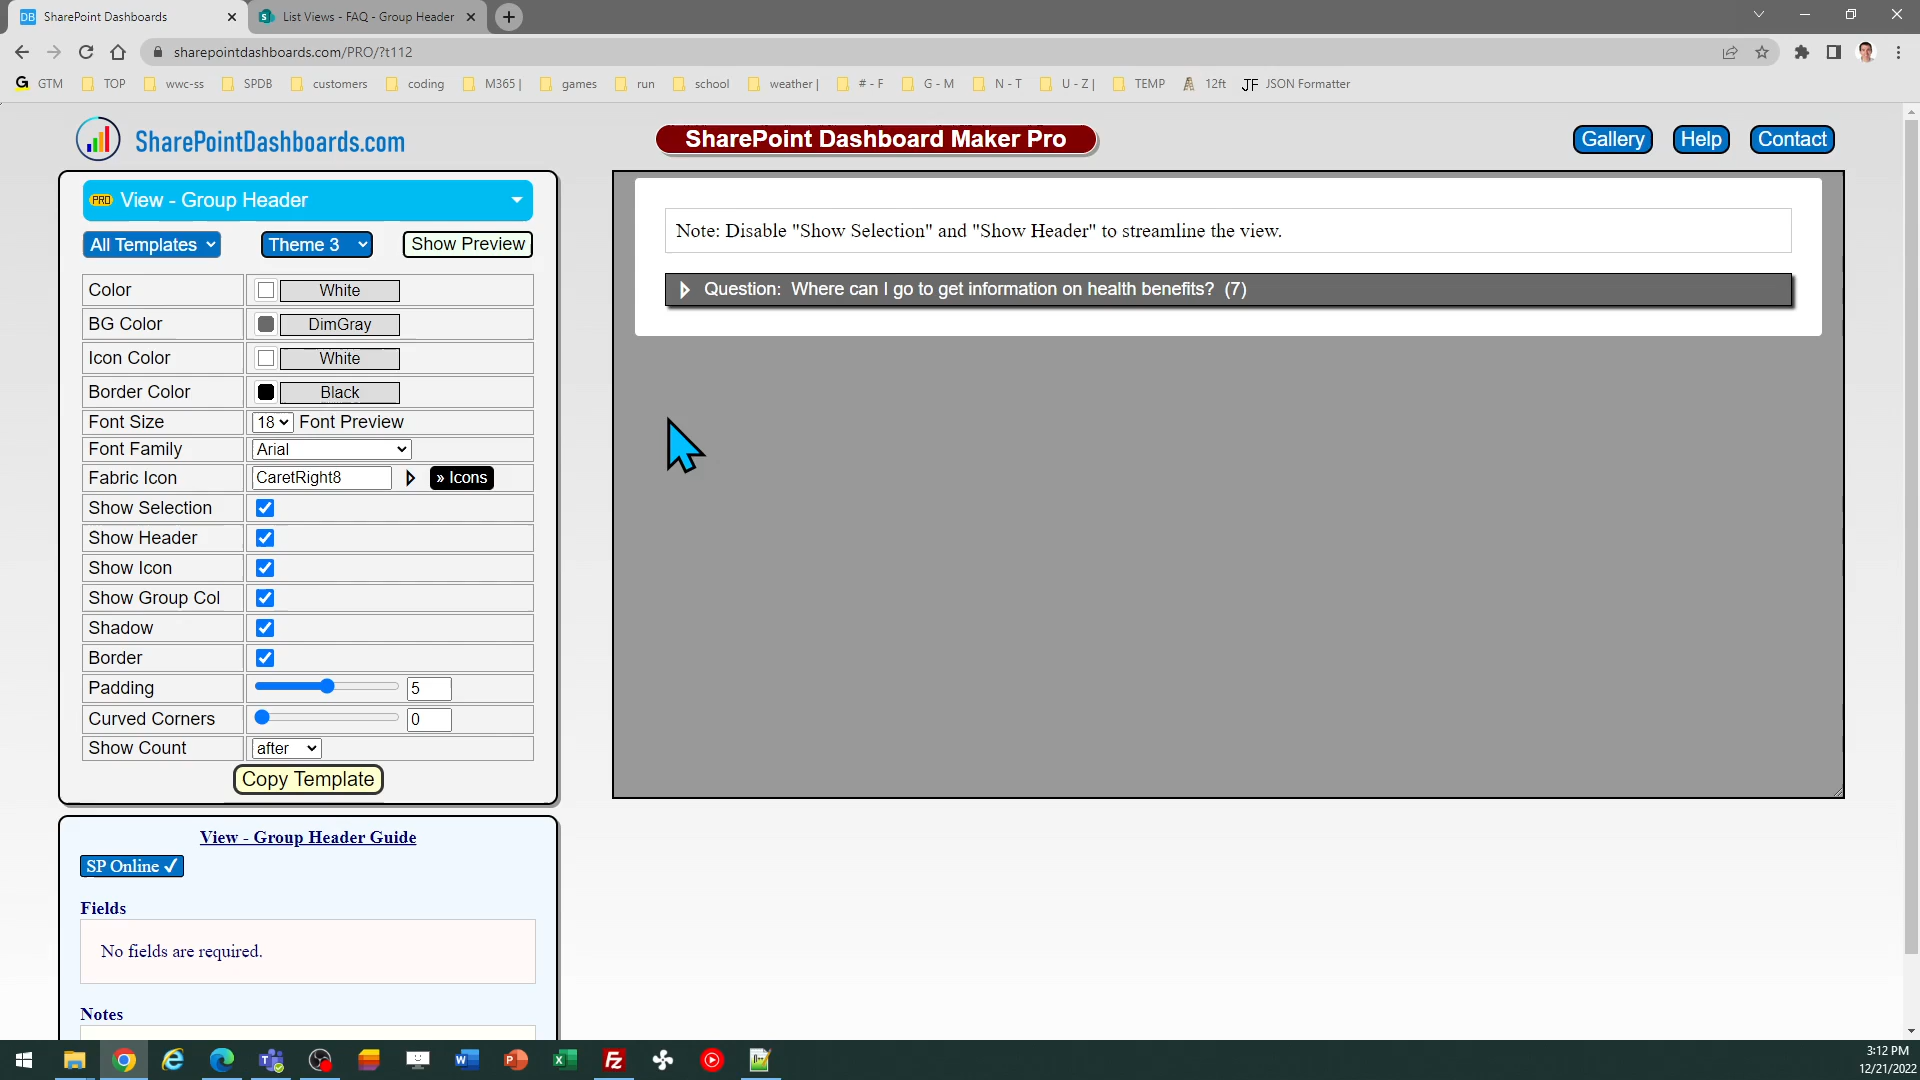 DB SharePoint Dashboards
S List Views - FAQ - Group Header
sharepointdashboards.com/PRO/?t112
G GTM
TOP
wwc-ss
SPDB
customers
coding
M365 |
games
run
school
weather |
# - F
G - M
N - T
U - Z |
TEMP
12ft
JF JSON Formatter
SharePointDashboards.com
SharePoint Dashboard Maker Pro
Gallery
Help
Contact
PRO View - Group Header
All Templates
Theme 3
Show Preview
Color White
BG Color DimGray
Icon Color White
Border Color Black
Font Size 18 Font Preview
Font Family Arial
Fabric Icon CaretRight8 » Icons
Show Selection
Show Header
Show Icon
Show Group Col
Shadow
Border
Padding 5
Curved Corners 0
Show Count after
Copy Template
Note: Disable "Show Selection" and "Show Header" to streamline the view.
Question: Where can I go to get information on health benefits? (7)
View - Group Header Guide
SP Online ✓
Fields
No fields are required.
Notes
3:12 PM
12/21/2022